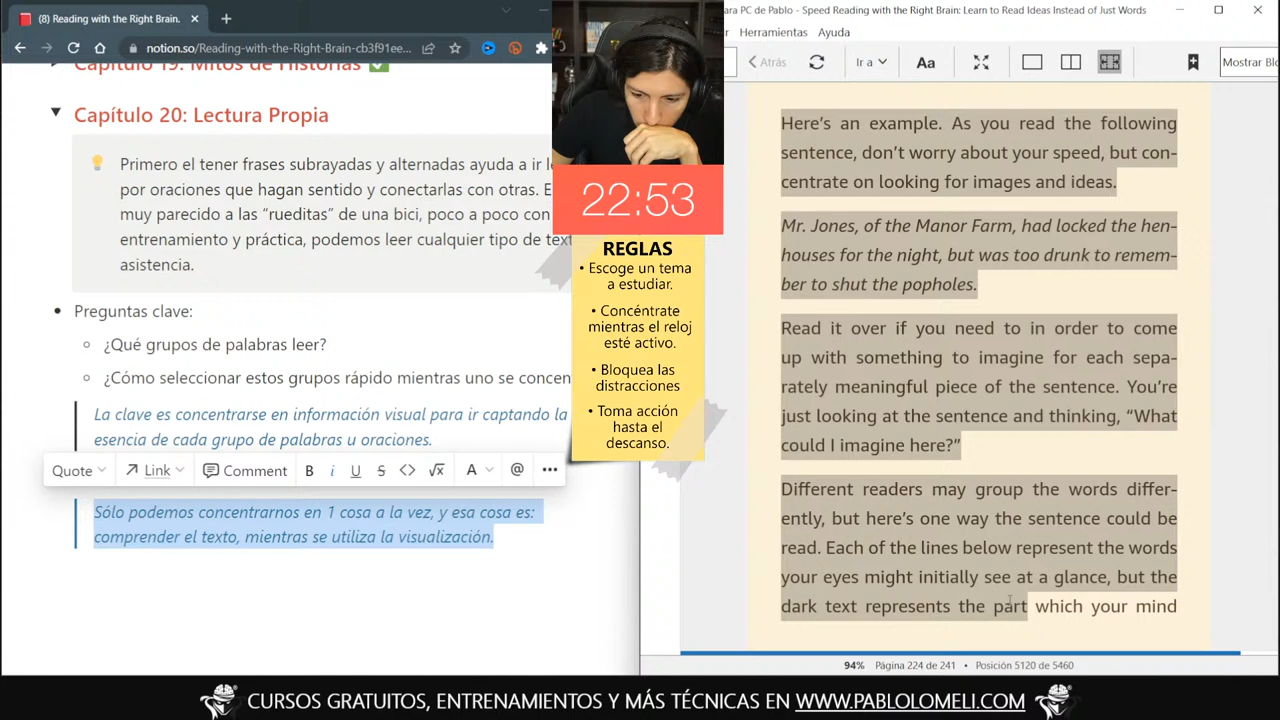 (8) Reading with the Right Brain.
notion.so/Reading-with-the-Right-Brain-cb3f91ee...
Capítulo 19: Mitos de Historias
Capítulo 20: Lectura Propia
Primero el tener frases subrayadas y alternadas ayuda a ir
por oraciones que hagan sentido y conectarlas con otras. E
muy parecido a las “rueditas” de una bici, poco a poco con
entrenamiento y práctica, podemos leer cualquier tipo de text
asistencia.
Preguntas clave:
¿Qué grupos de palabras leer?
¿Cómo seleccionar estos grupos rápido mientras uno se concen
La clave es concentrarse en información visual para ir captando la
esencia de cada grupo de palabras u oraciones.
Quote Link Comment B i U S <> √x A @ •••
Sólo podemos concentrarnos en 1 cosa a la vez, y esa cosa es:
comprender el texto, mientras se utiliza la visualización.
22:53
REGLAS
• Escoge un tema
a estudiar.
• Concéntrate
mientras el reloj
esté activo.
• Bloquea las
distracciones
• Toma acción
hasta el
descanso.
ara PC de Pablo - Speed Reading with the Right Brain: Learn to Read Ideas Instead of Just Words
r Herramientas Ayuda
Atrás Ir a Aa Mostrar Blo
Here’s an example. As you read the following
sentence, don’t worry about your speed, but con-
centrate on looking for images and ideas.
Mr. Jones, of the Manor Farm, had locked the hen-
houses for the night, but was too drunk to remem-
ber to shut the popholes.
Read it over if you need to in order to come
up with something to imagine for each sepa-
rately meaningful piece of the sentence. You’re
just looking at the sentence and thinking, “What
could I imagine here?”
Different readers may group the words differ-
ently, but here’s one way the sentence could be
read. Each of the lines below represent the words
your eyes might initially see at a glance, but the
dark text represents the part which your mind
94% Página 224 de 241 • Posición 5120 de 5460
CURSOS GRATUITOS, ENTRENAMIENTOS Y MÁS TÉCNICAS EN WWW.PABLOLOMELI.COM